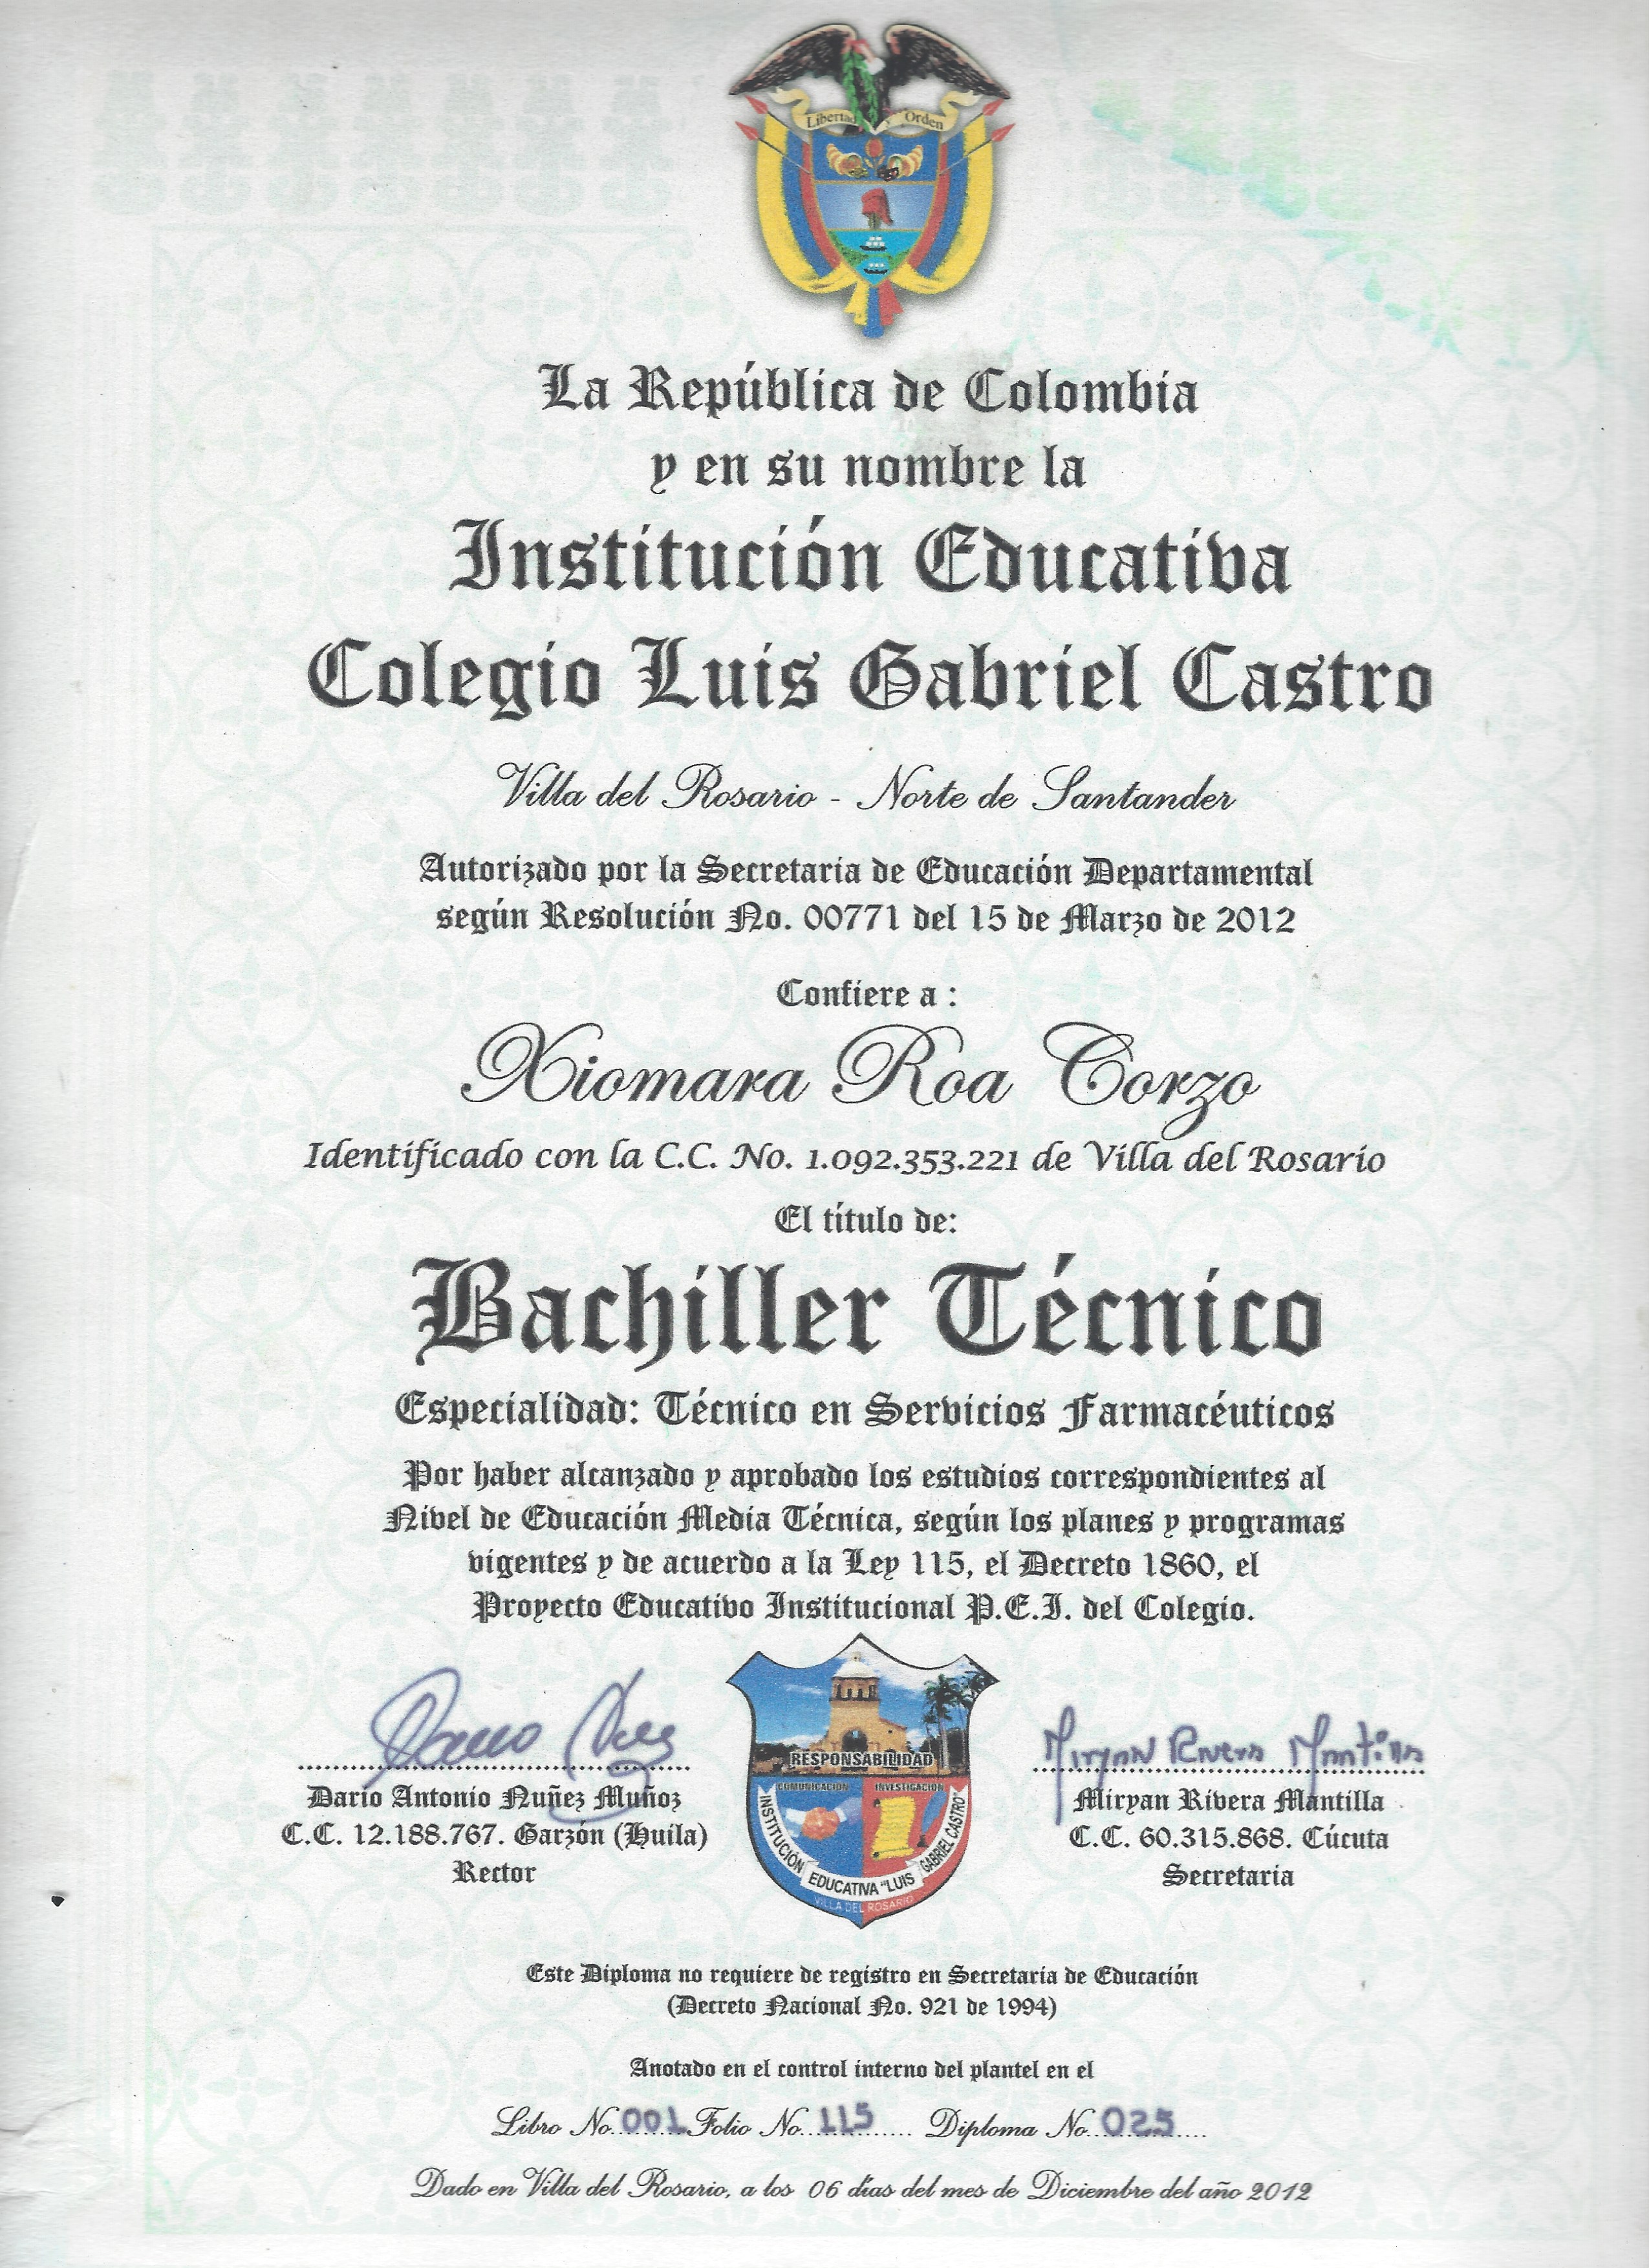 Libertad y Orden
La República de Colombia
y en su nombre la
Institución Educativa
Colegio Luis Gabriel Castro
Villa del Rosario - Norte de Santander
Autorizado por la Secretaria de Educación Departamental
según Resolución No. 00771 del 15 de Marzo de 2012
Confiere a :
Xiomara Roa Corzo
Identificado con la C.C. No. 1.092.353.221 de Villa del Rosario
El título de:
Bachiller Técnico
Especialidad: Técnico en Servicios Farmacéuticos
Por haber alcanzado y aprobado los estudios correspondientes al
Nivel de Educación Media Técnica, según los planes y programas
vigentes y de acuerdo a la Ley 115, el Decreto 1860, el
Proyecto Educativo Institucional P.E.I. del Colegio.
Miryan Rivera Mantilla
RESPONSABILIDAD
COMUNICACIÓN INVESTIGACIÓN
INSTITUCIÓN EDUCATIVA "LUIS GABRIEL CASTRO"
VILLA DEL ROSARIO
Darío Antonio Nuñez Muñoz
C.C. 12.188.767. Garzón (Huila)
Rector
Miryan Rivera Mantilla
C.C. 60.315.868. Cúcuta
Secretaria
Este Diploma no requiere de registro en Secretaria de Educación
(Decreto Nacional No. 921 de 1994)
Anotado en el control interno del plantel en el
Libro No. 001 Folio No. 115 Diploma No. 025
Dado en Villa del Rosario, a los 06 días del mes de Diciembre del año 2012